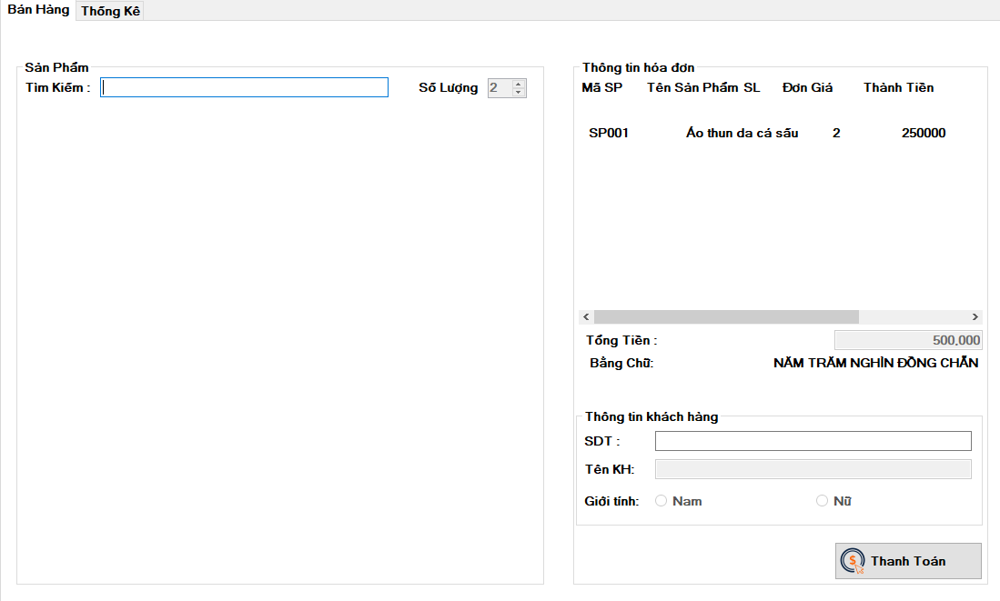 Bán Hàng Thống Kê
Sản Phẩm
Tìm Kiếm :
Số Lượng 2
Thông tin hóa đơn
Mã SP Tên Sản Phẩm SL Đơn Giá Thành Tiền
SP001 Áo thun da cá sấu 2 250000
Tổng Tiền : 500,000
Bằng Chữ: NĂM TRĂM NGHÌN ĐỒNG CHẴN
Thông tin khách hàng
SDT :
Tên KH:
Giới tính: Nam Nữ
Thanh Toán